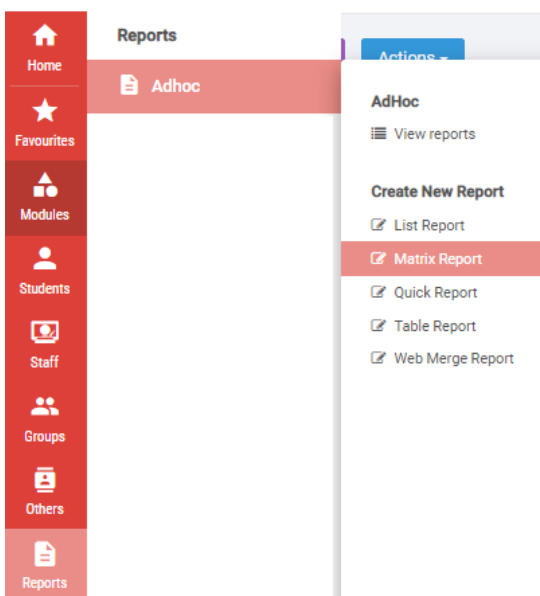 Home
Favourites
Modules
Students
Staff
Groups
Others
Reports
Reports
Adhoc
Actions
AdHoc
View reports
Create New Report
List Report
Matrix Report
Quick Report
Table Report
Web Merge Report